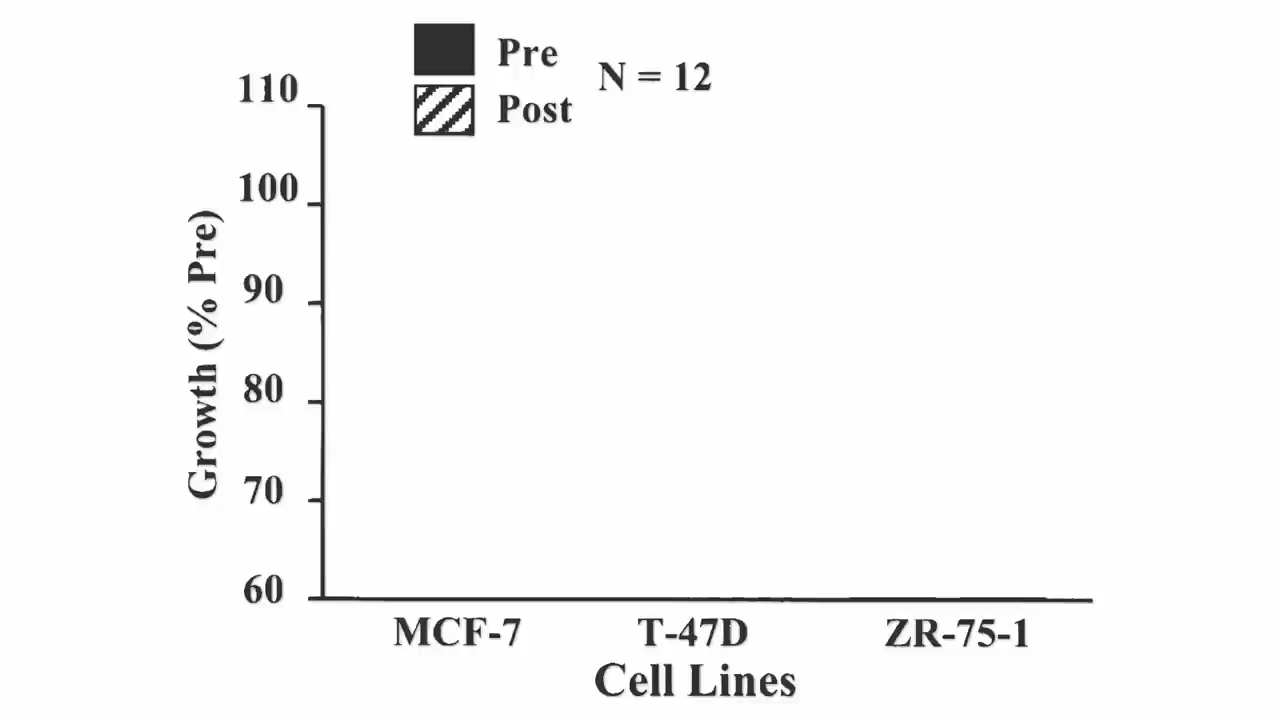 Pre
Post
N = 12
110
100
90
80
70
60
Growth (% Pre)
MCF-7 T-47D ZR-75-1
Cell Lines